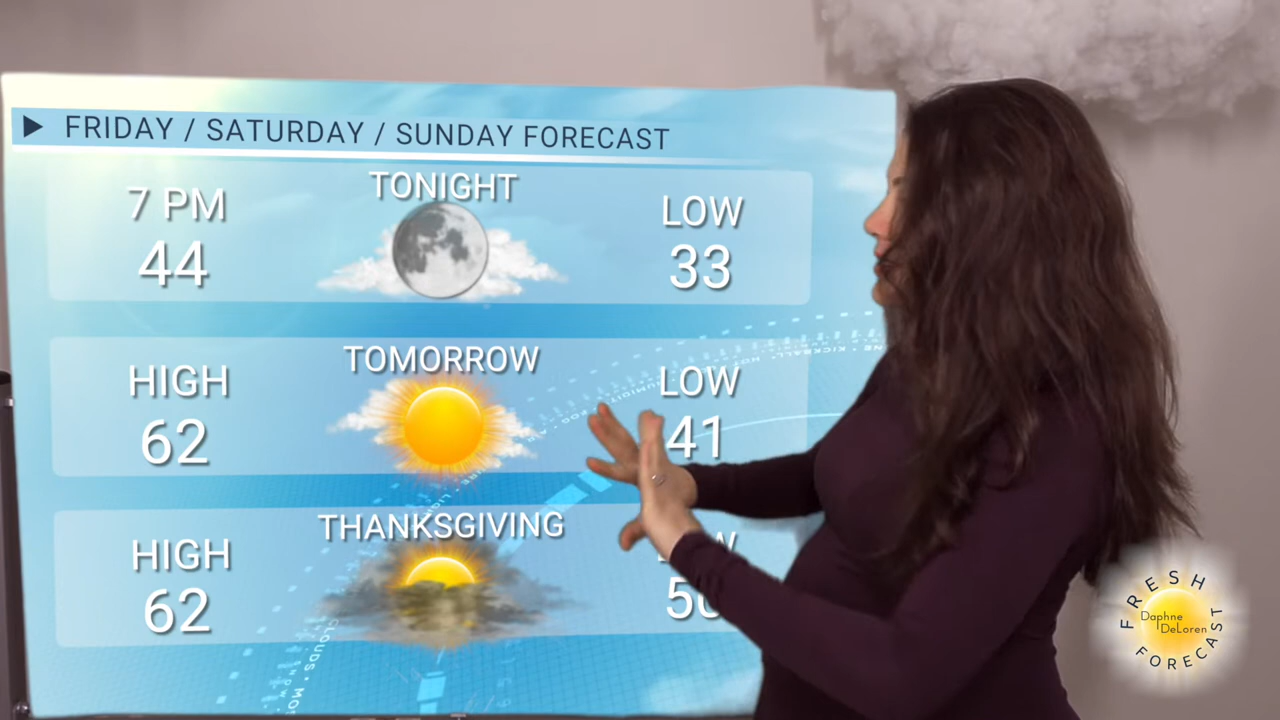 FRIDAY / SATURDAY / SUNDAY FORECAST
7 PM
44
TONIGHT
LOW
33
HIGH
62
TOMORROW
LOW
41
HIGH
62
THANKSGIVING
FRESH
Daphne
DeLoren
FORECAST